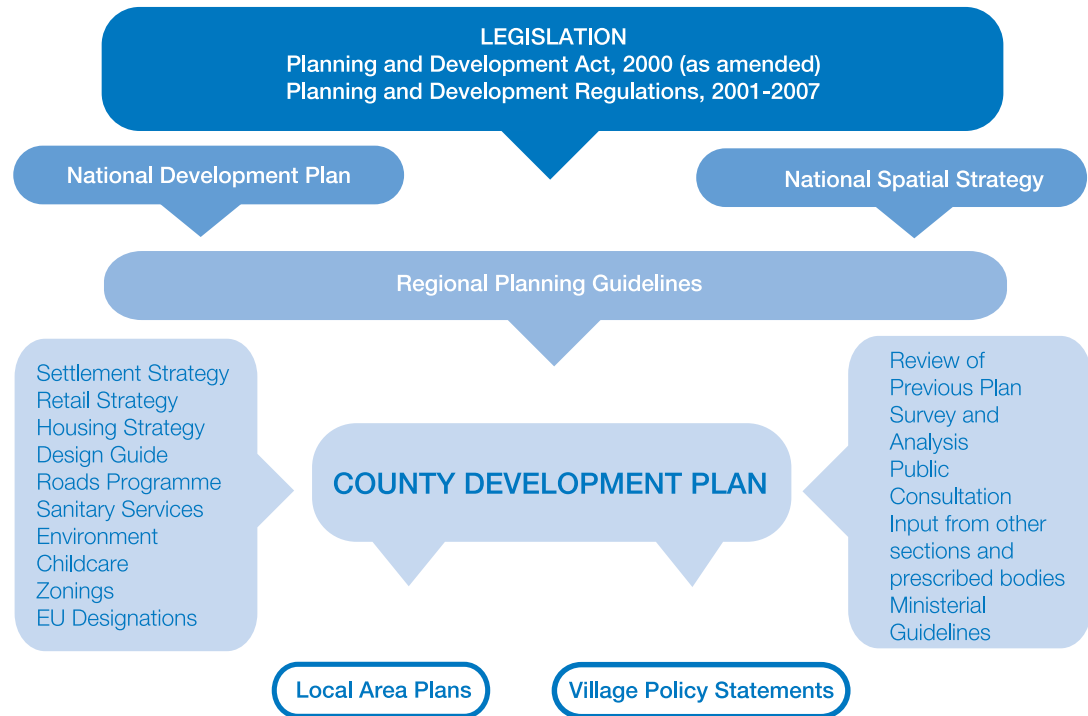 LEGISLATION
Planning and Development Act, 2000 (as amended)
Planning and Development Regulations, 2001-2007
National Development Plan
National Spatial Strategy
Regional Planning Guidelines
Settlement Strategy
Retail Strategy
Housing Strategy
Design Guide
Roads Programme
Sanitary Services
Environment
Childcare
Zonings
EU Designations
COUNTY DEVELOPMENT PLAN
Review of
Previous Plan
Survey and
Analysis
Public
Consultation
Input from other
sections and
prescribed bodies
Ministerial
Guidelines
Local Area Plans
Village Policy Statements